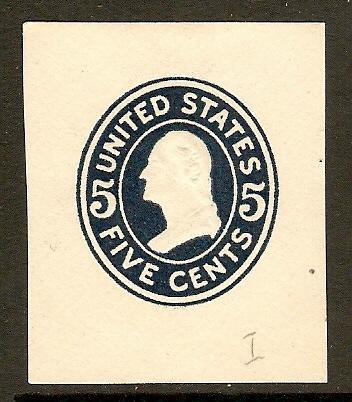 UNITED STATES
5 5
FIVE CENTS
I